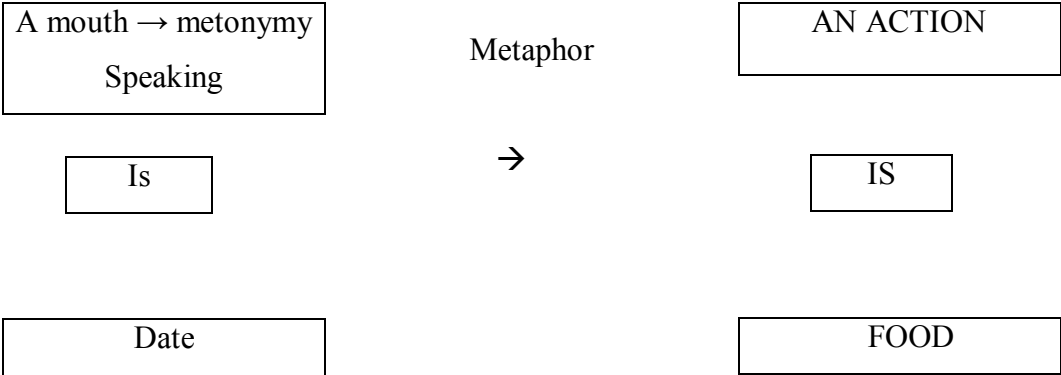 A mouth → metonymy
Speaking
Metaphor
AN ACTION
Is
→
IS
Date
FOOD